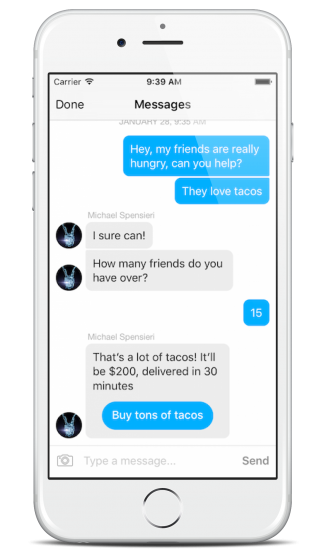 Carrier 9:39 AM
Done Messages
JANUARY 28, 9:35 AM
Hey, my friends are really
hungry, can you help?
They love tacos
Michael Spensieri
I sure can!
How many friends do you
have over?
15
Michael Spensieri
That's a lot of tacos! It'll
be $200, delivered in 30
minutes
Buy tons of tacos
Type a message... Send